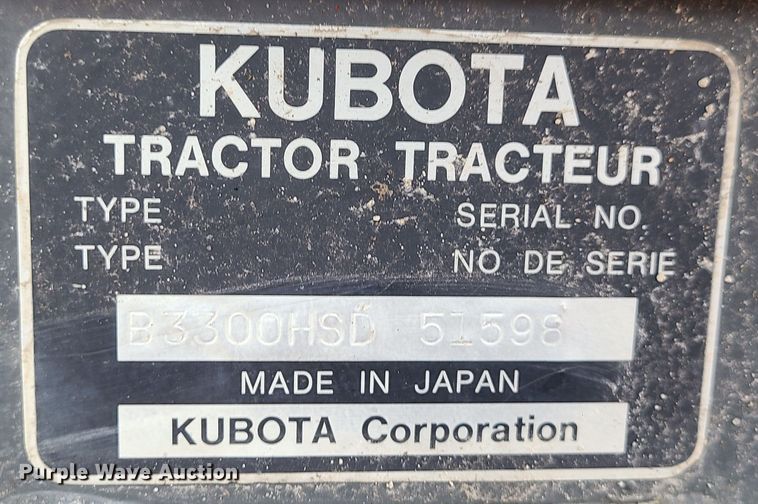 KUBOTA
TRACTOR TRACTEUR
TYPE SERIAL NO.
TYPE NO DE SERIE
B3300HSD 51598
MADE IN JAPAN
KUBOTA Corporation
Purple Wave Auction